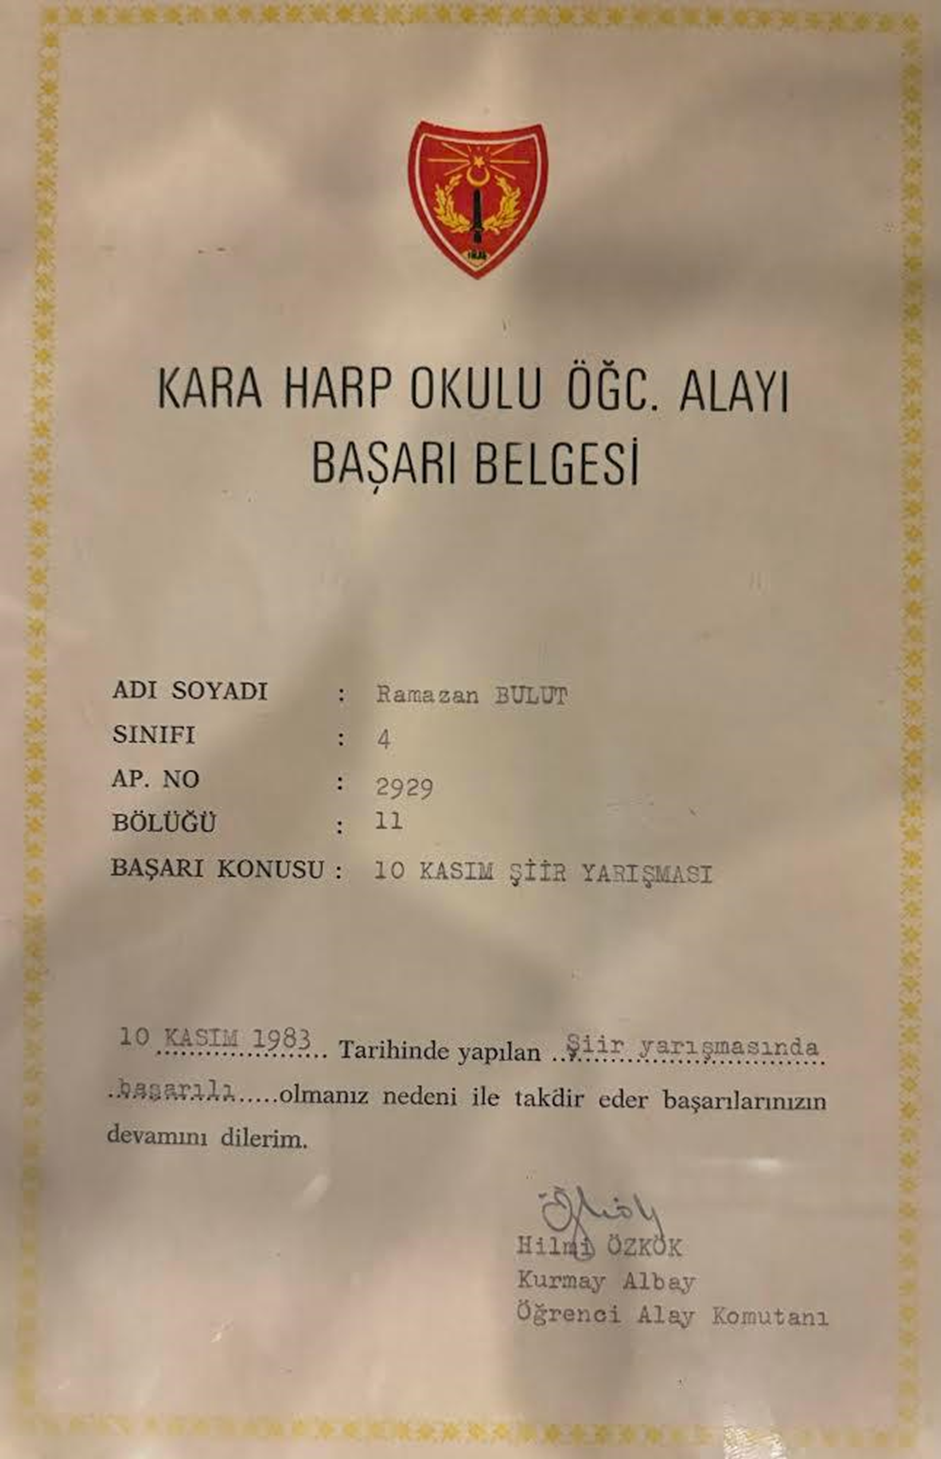 KARA HARP OKULU ÖĞC. ALAYI
BAŞARI BELGESİ
ADI SOYADI : Ramazan BULUT
SINIFI : 4
AP. NO : 2929
BÖLÜĞÜ : 11
BAŞARI KONUSU : 10 KASIM ŞİİR YARIŞMASI
10 KASIM 1983.. Tarihinde yapılan ..Şiir yarışmasında
.başarılı.....olmanız nedeni ile takdir eder başarılarınızın
devamını dilerim.
Hilmi ÖZKÖK
Kurmay Albay
Öğrenci Alay Komutanı